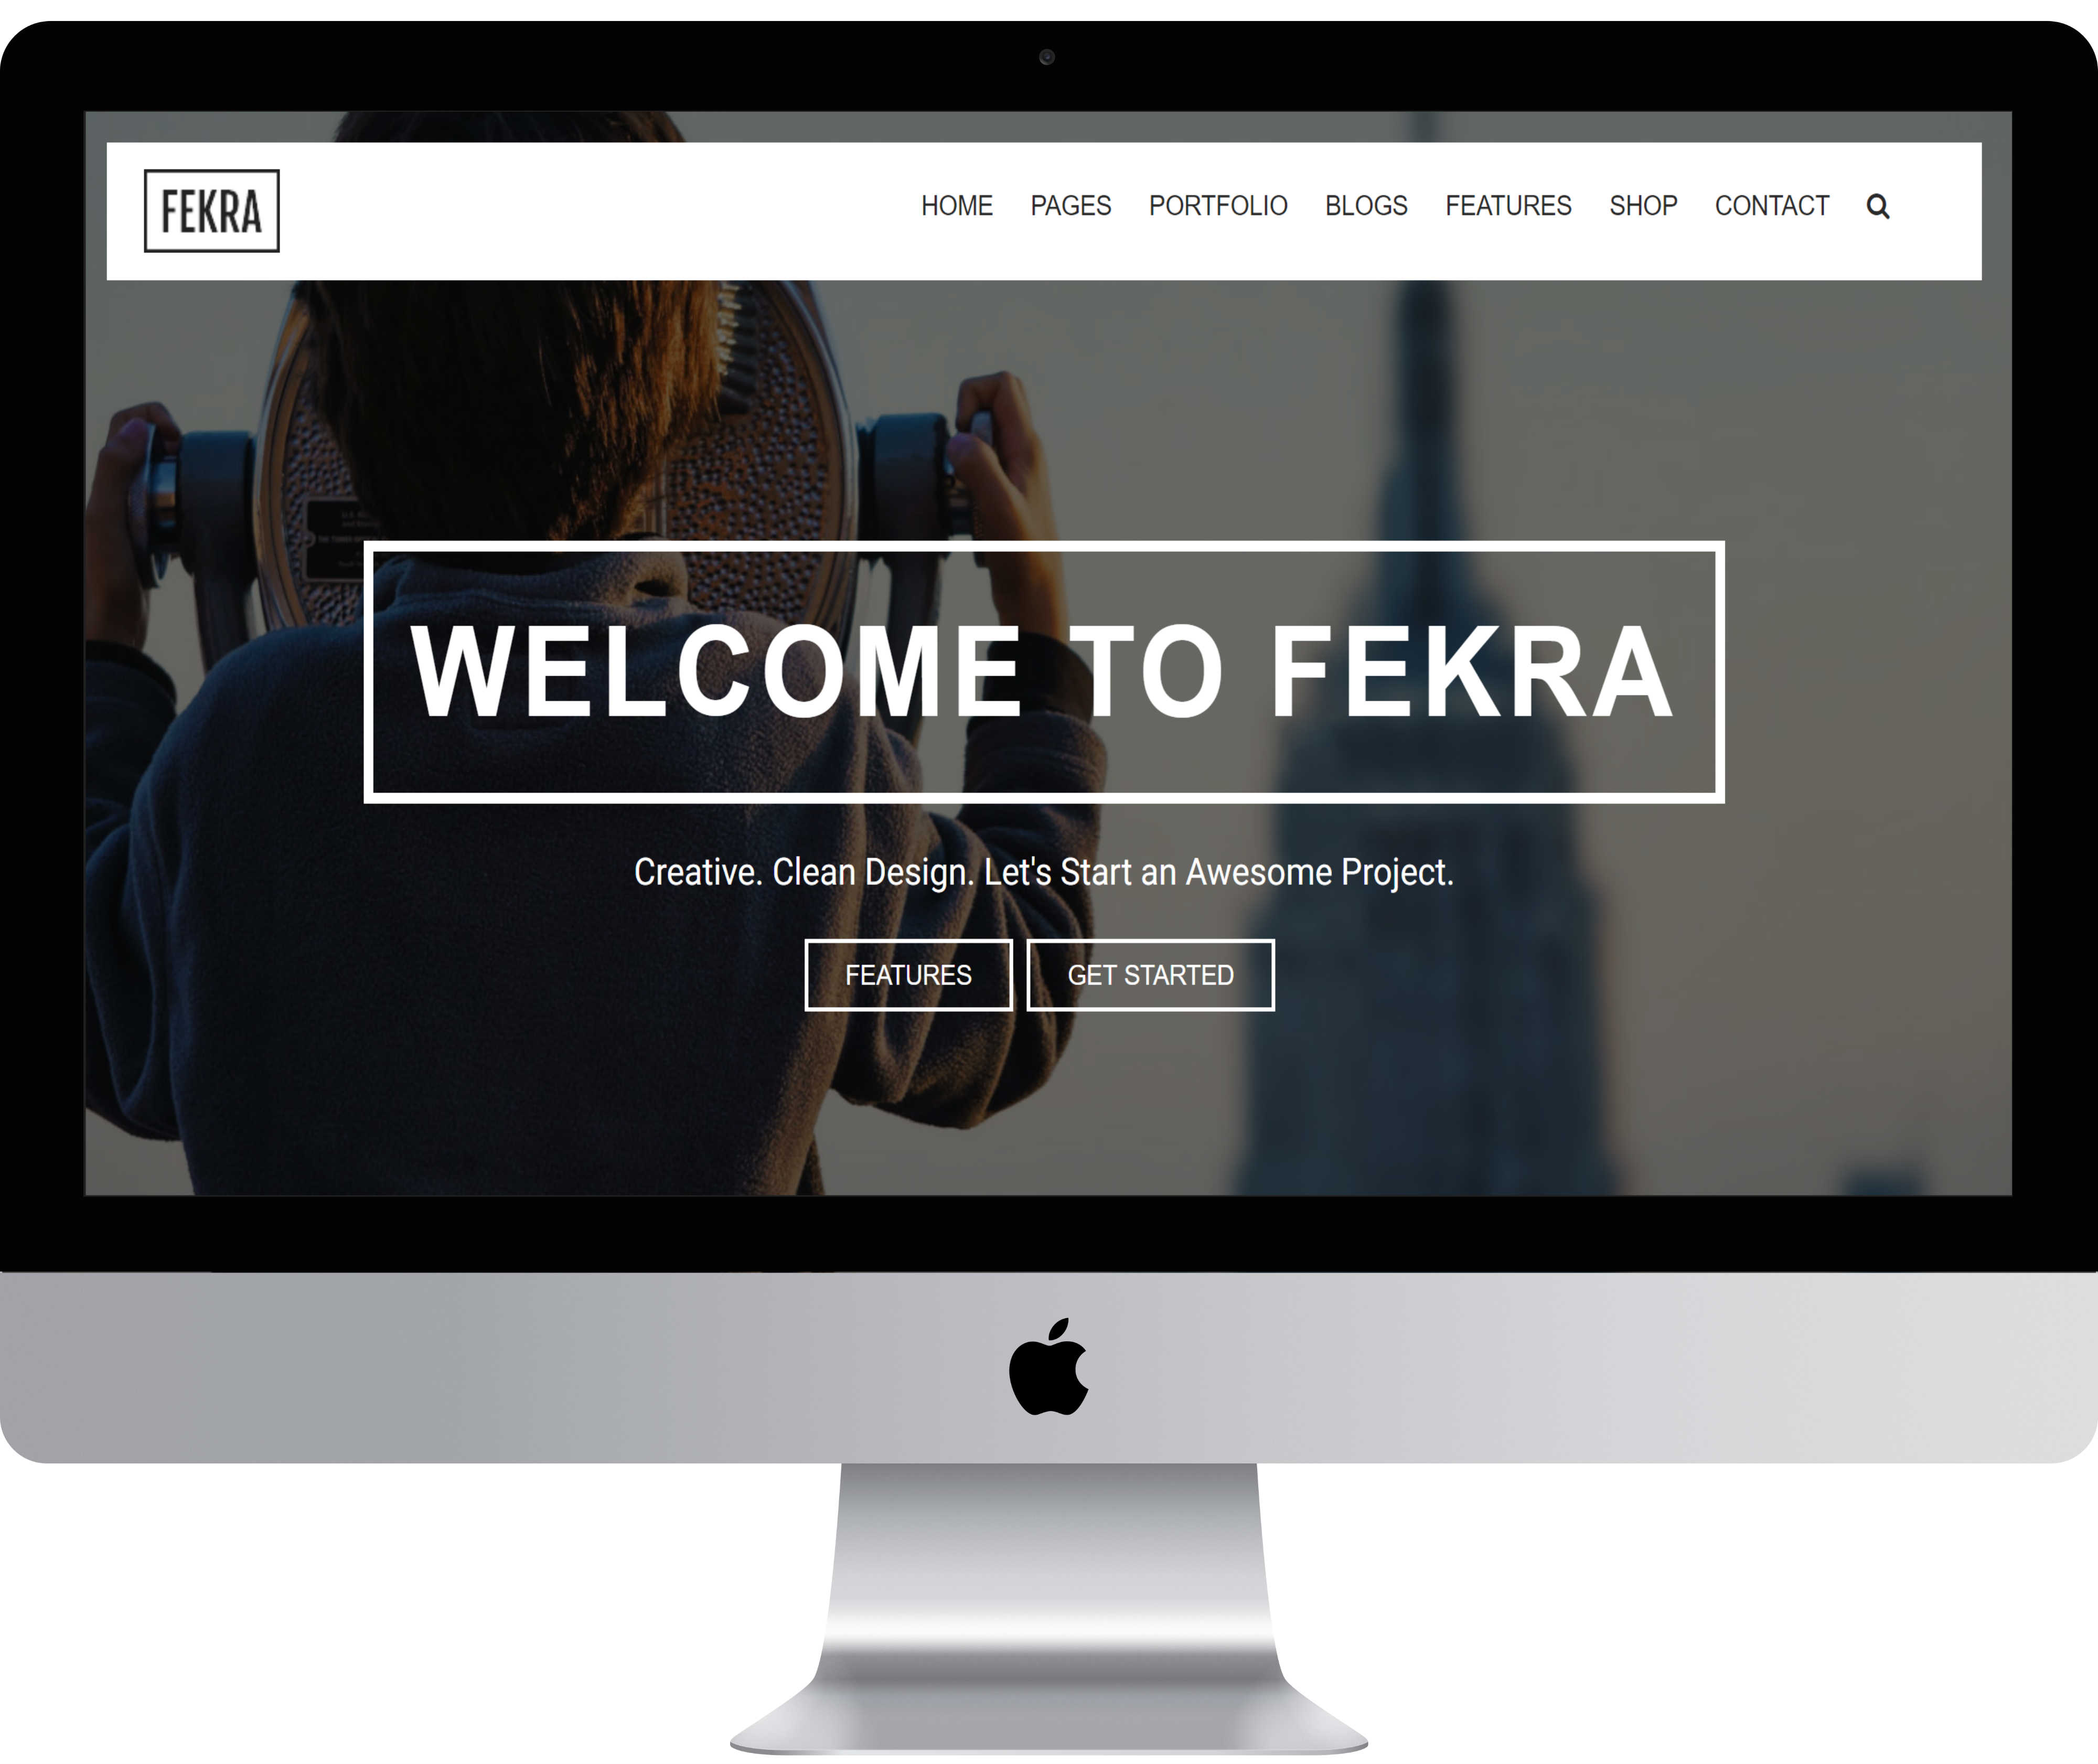 FEKRA
HOME PAGES PORTFOLIO BLOGS FEATURES SHOP CONTACT
WELCOME TO FEKRA
Creative. Clean Design. Let's Start an Awesome Project.
FEATURES GET STARTED